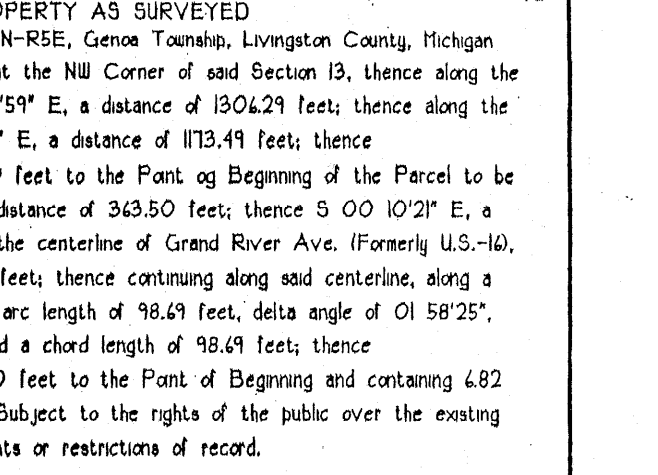 OPERTY AS SURVEYED
N-R5E, Genoa Township, Livingston County, Michigan
t the NW Corner of said Section 13, thence along the
'59" E, a distance of 1306.29 feet; thence along the
" E, a distance of 1173.49 feet; thence
feet to the Point og Beginning of the Parcel to be
distance of 363.50 feet; thence S 00 10'21" E, a
the centerline of Grand River Ave. (Formerly U.S.-16),
feet; thence continuing along said centerline, along a
arc length of 98.69 feet, delta angle of 01 58'25",
d a chord length of 98.69 feet; thence
0 feet to the Point of Beginning and containing 6.82
Subject to the rights of the public over the existing
nts or restrictions of record.